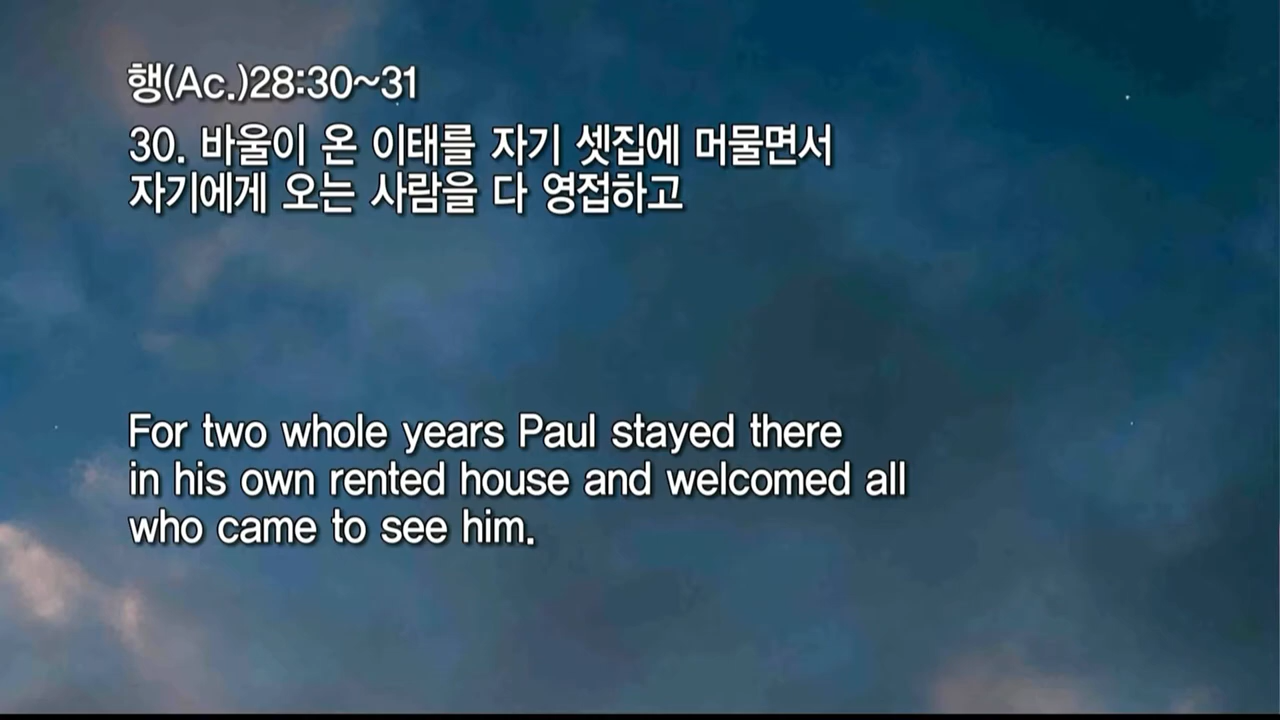 행(Ac.)28:30~31
30. 바울이 온 이태를 자기 셋집에 머물면서
자기에게 오는 사람을 다 영접하고
For two whole years Paul stayed there
in his own rented house and welcomed all
who came to see him.